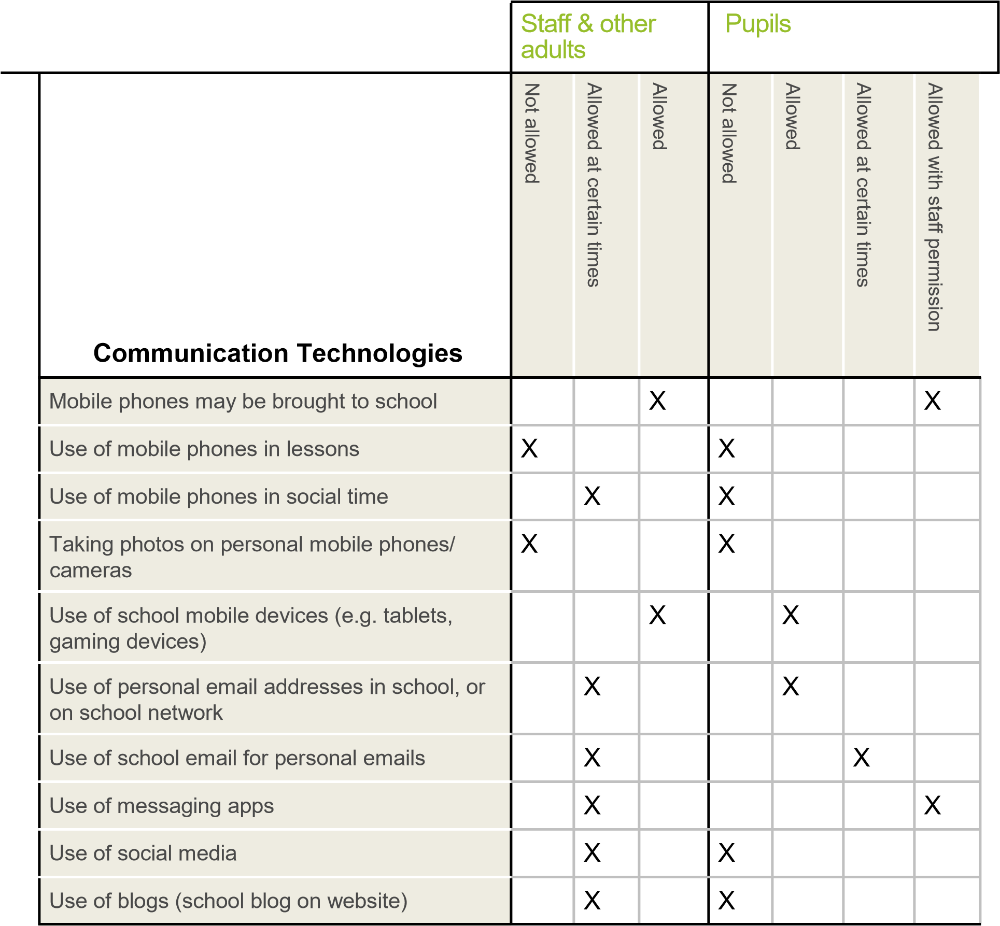 Staff & other
adults
Pupils
Not allowed
Allowed at certain times
Allowed
Not allowed
Allowed
Allowed at certain times
Allowed with staff permission
Communication Technologies
Mobile phones may be brought to school X X
Use of mobile phones in lessons X X
Use of mobile phones in social time X X
Taking photos on personal mobile phones/ X X
cameras
Use of school mobile devices (e.g. tablets, X X
gaming devices)
Use of personal email addresses in school, or X X
on school network
Use of school email for personal emails X X
Use of messaging apps X X
Use of social media X X
Use of blogs (school blog on website) X X